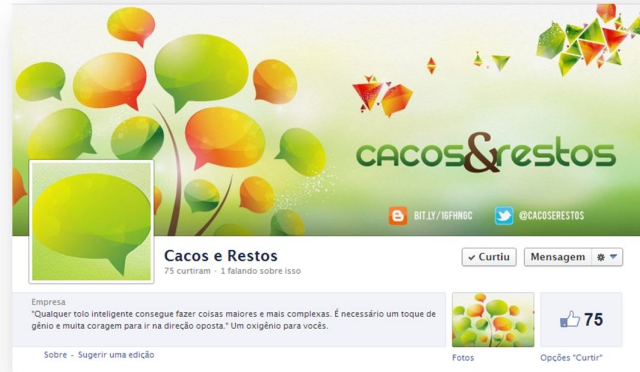 cacos&restos
BIT.LY/16FHNGC
@CACOSERESTOS
Cacos e Restos
75 curtiram · 1 falando sobre isso
Curtiu
Mensagem
Empresa
"Qualquer tolo inteligente consegue fazer coisas maiores e mais complexas. É necessário um toque de
gênio e muita coragem para ir na direção oposta." Um oxigênio para vocês.
75
Sobre - Sugerir uma edição
Fotos
Opções "Curtir"